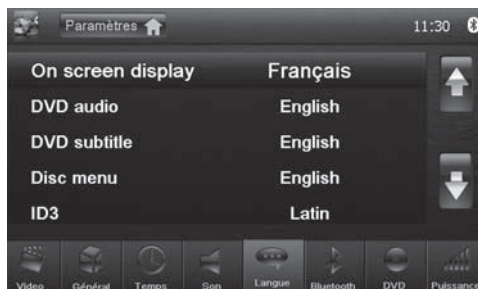 Paramètres 11:30
On screen display Français
DVD audio English
DVD subtitle English
Disc menu English
ID3 Latin
Video Général Temps Son Langue Bluetooth DVD Puissance